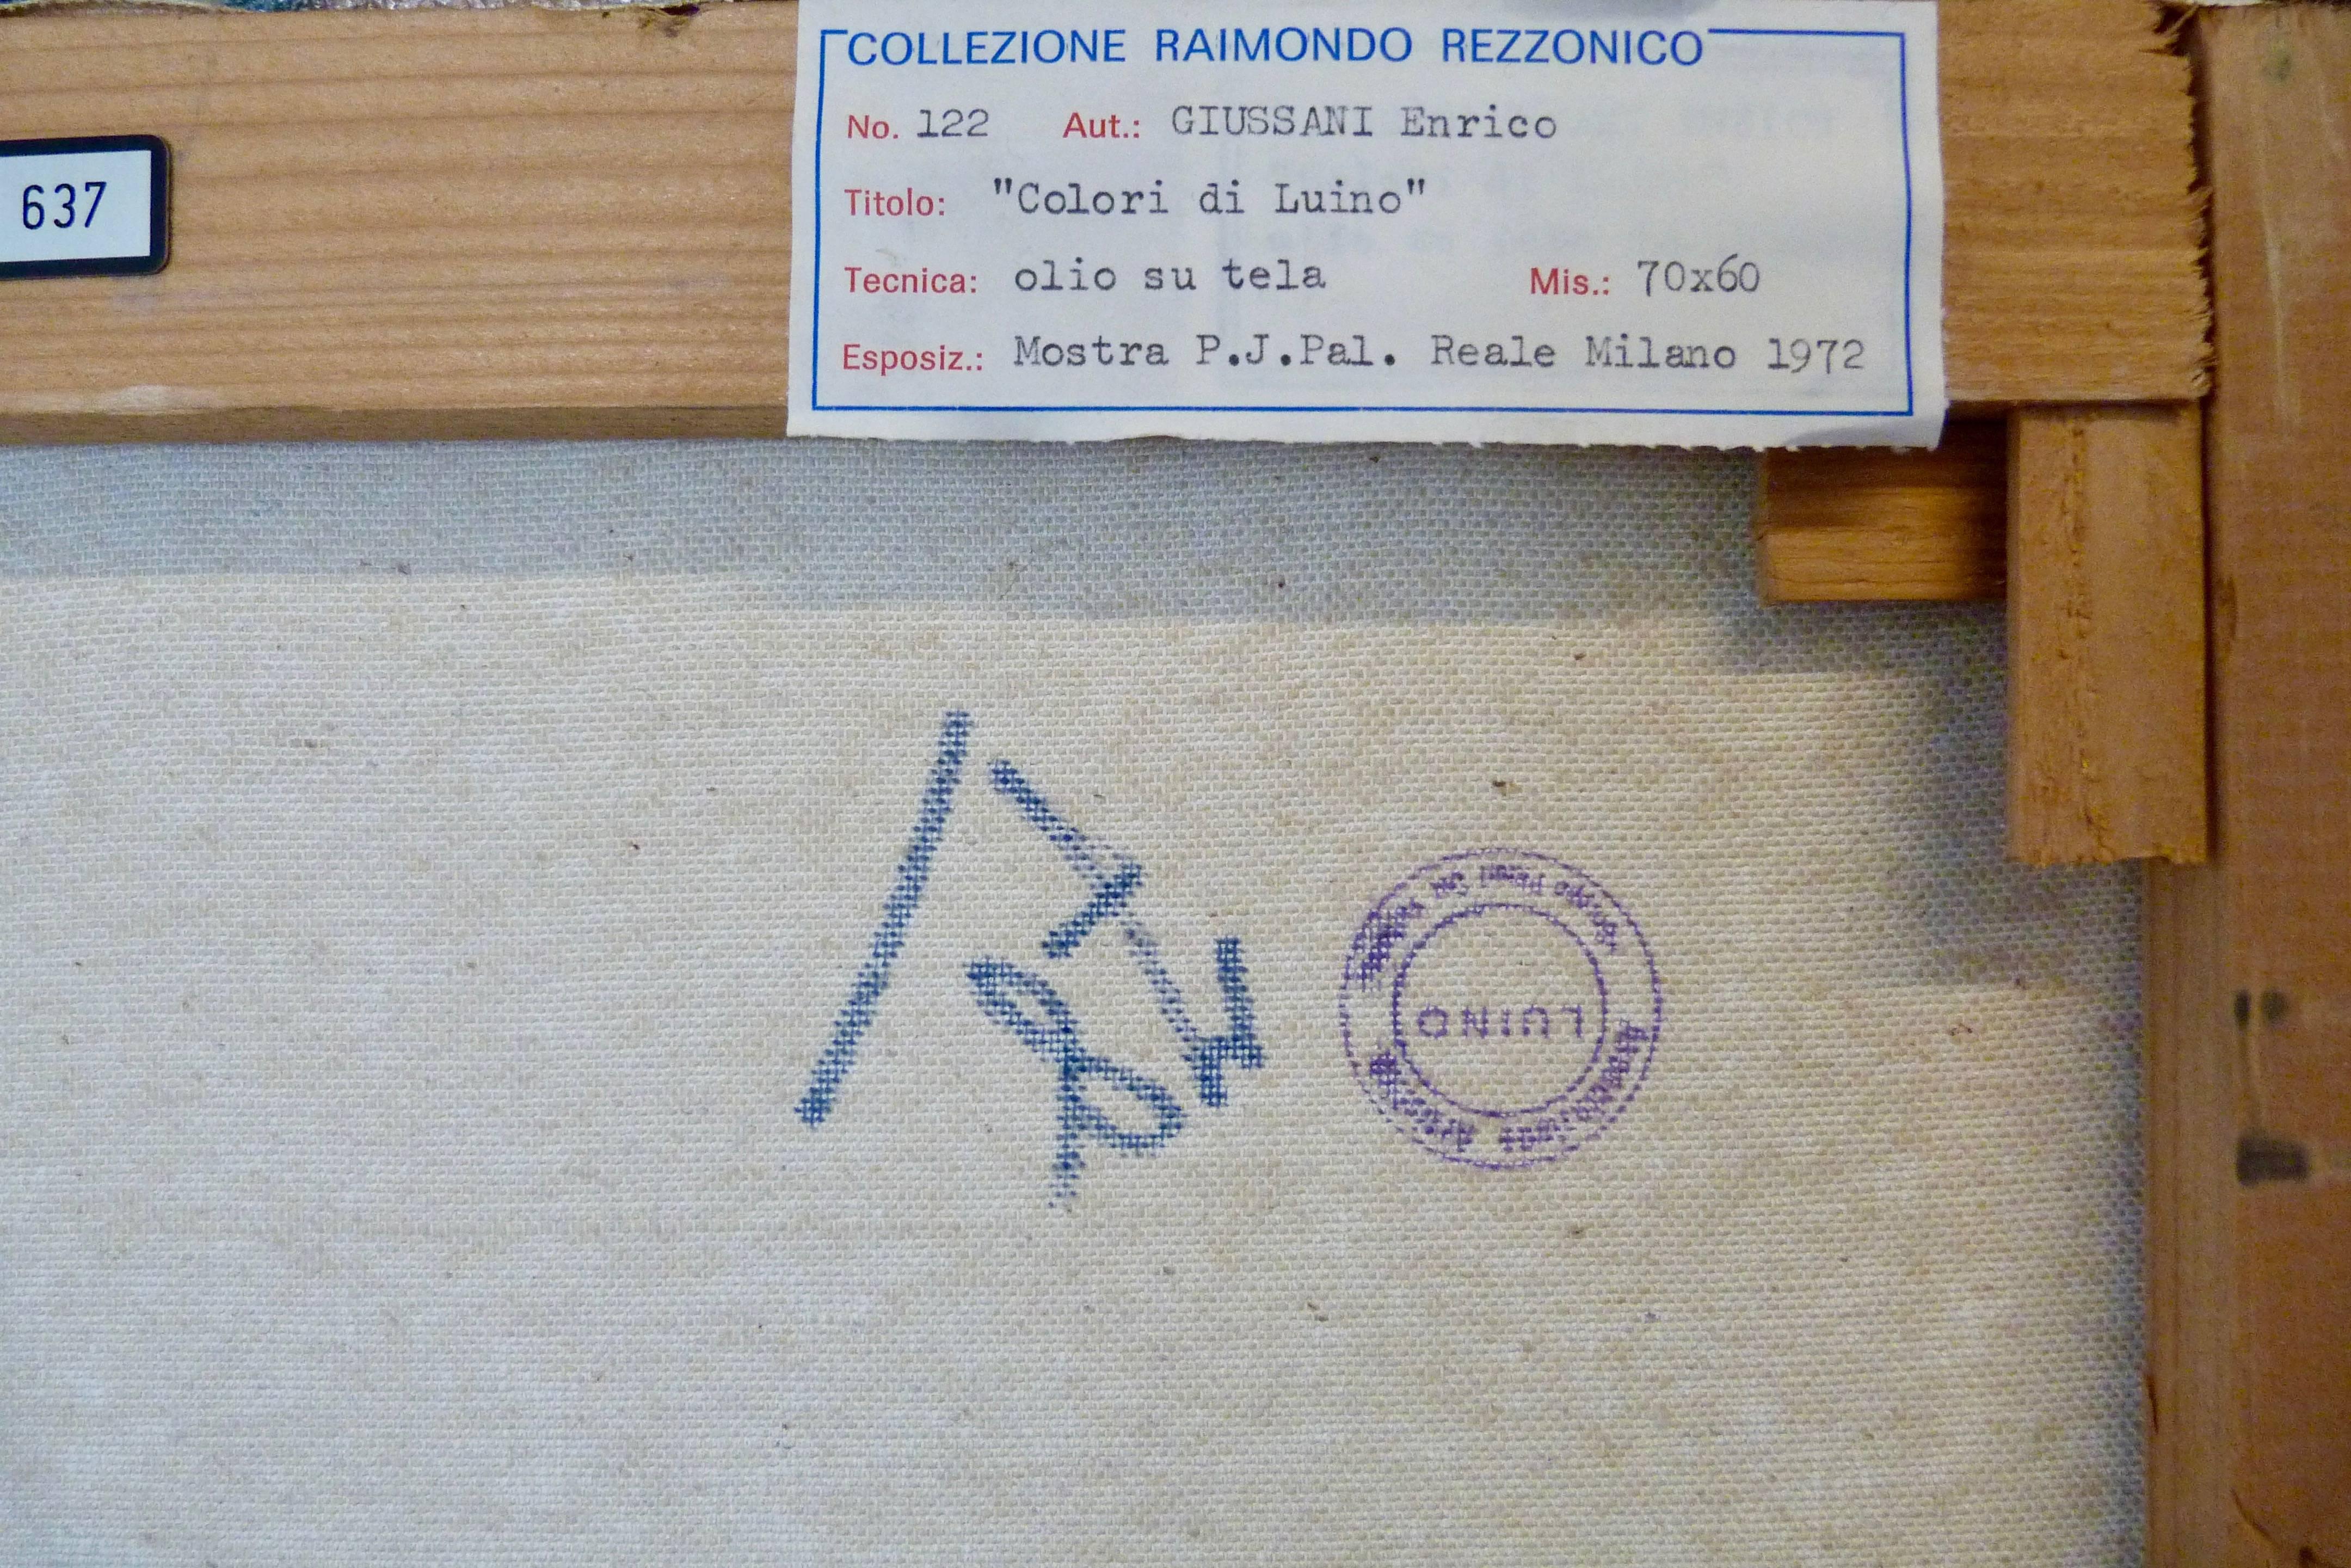 COLLEZIONE RAIMONDO REZZONICO
No. 122 Aut.: GIUSSANI Enrico
637
Titolo: "Colori di Luino"
Tecnica: olio su tela Mis.: 70x60
Esposiz.: Mostra P.J.Pal. Reale Milano 1972
LUINO